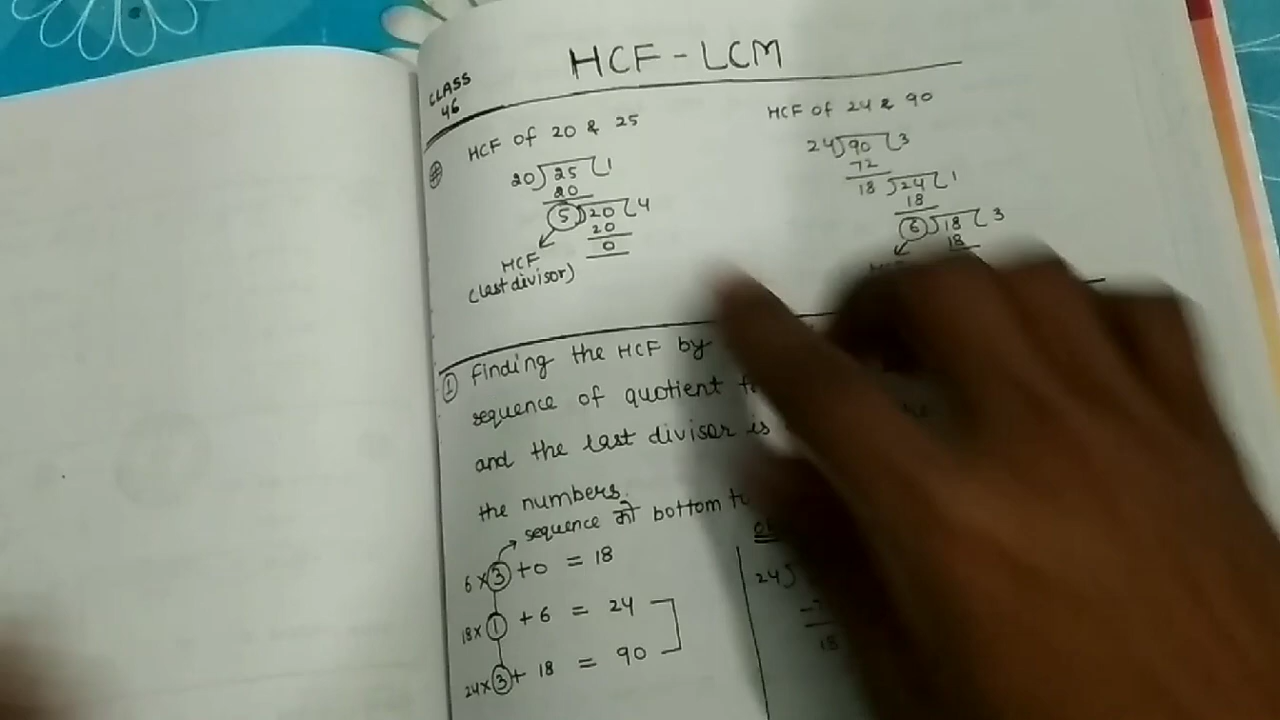 HCF - LCM
CLASS
46
HCF of 20 & 25
20 25 1
20
5 20 4
20
0
HCF
(last divisor)
HCF of 24 & 90
24 90 3
72
18 24 1
18
6 18 3
18
① Finding the HCF by
sequence of quotient
and the last divisor is
the numbers.
sequence को bottom
6×3+0 = 18
18×1+6 = 24
24×3+18 = 90
24
18